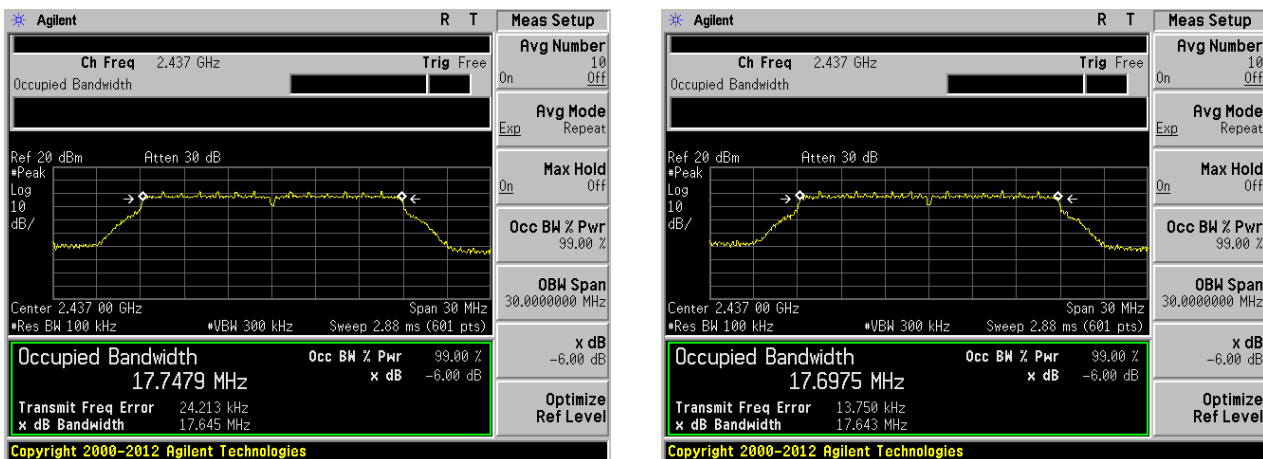 Agilent R T Meas Setup
Ch Freq 2.437 GHz Trig Free
Occupied Bandwidth
Avg Number
10
On Off
Avg Mode
Exp Repeat
Max Hold
On Off
Occ BW % Pwr
99.00 %
OBW Span
30.0000000 MHz
x dB
-6.00 dB
Optimize
Ref Level
Ref 20 dBm Atten 30 dB
#Peak
Log
10
dB/
Center 2.437 00 GHz Span 30 MHz
#Res BW 100 kHz #VBW 300 kHz Sweep 2.88 ms (601 pts)
Occupied Bandwidth Occ BW % Pwr 99.00 %
17.7479 MHz x dB -6.00 dB
Transmit Freq Error 24.213 kHz
x dB Bandwidth 17.645 MHz
Copyright 2000-2012 Agilent Technologies
Agilent R T Meas Setup
Ch Freq 2.437 GHz Trig Free
Occupied Bandwidth
Avg Number
10
On Off
Avg Mode
Exp Repeat
Max Hold
On Off
Occ BW % Pwr
99.00 %
OBW Span
30.0000000 MHz
x dB
-6.00 dB
Optimize
Ref Level
Ref 20 dBm Atten 30 dB
#Peak
Log
10
dB/
Center 2.437 00 GHz Span 30 MHz
#Res BW 100 kHz #VBW 300 kHz Sweep 2.88 ms (601 pts)
Occupied Bandwidth Occ BW % Pwr 99.00 %
17.6975 MHz x dB -6.00 dB
Transmit Freq Error 13.750 kHz
x dB Bandwidth 17.643 MHz
Copyright 2000-2012 Agilent Technologies